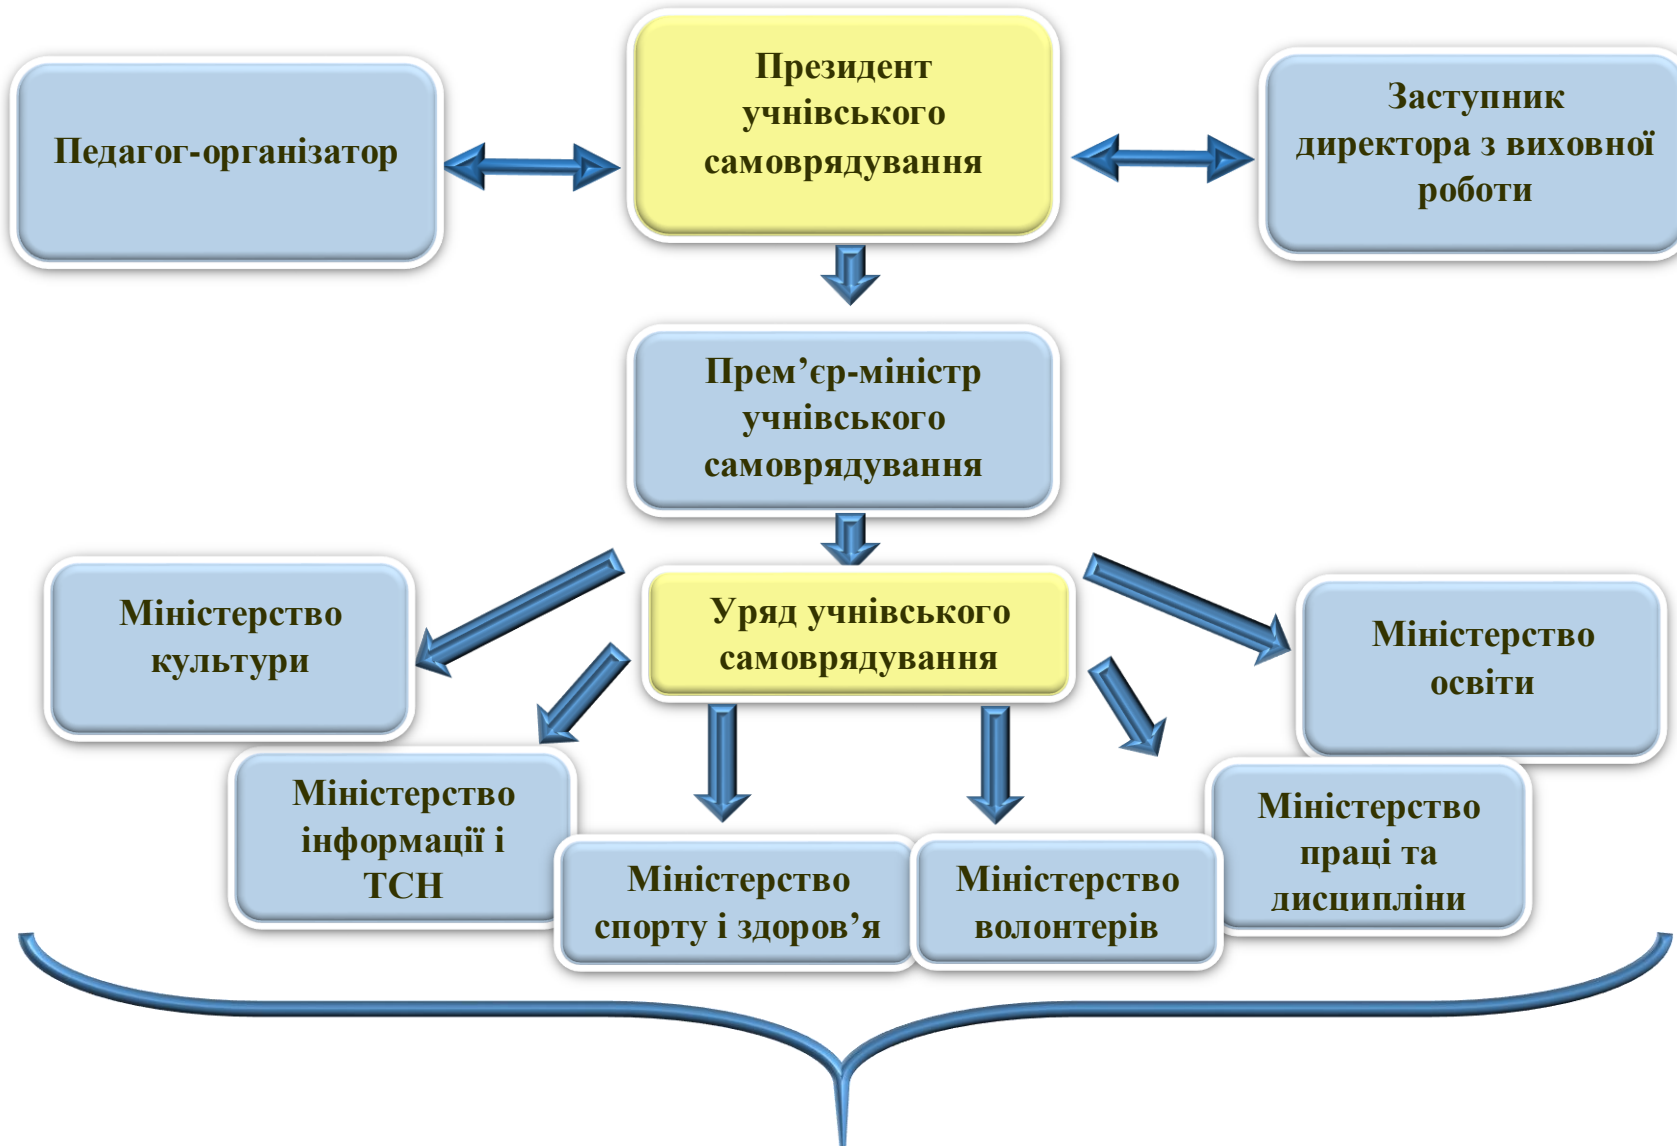 Президент
учнівського
самоврядування
Педагог-організатор
Заступник
директора з виховної
роботи
Прем’єр-міністр
учнівського
самоврядування
Уряд учнівського
самоврядування
Міністерство
культури
Міністерство
освіти
Міністерство
інформації і
ТСН
Міністерство
спорту і здоров’я
Міністерство
волонтерів
Міністерство
праці та
дисципліни